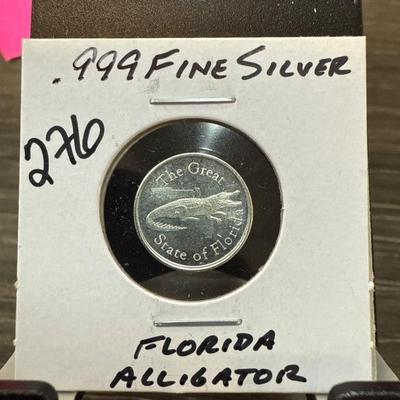 .999 FINE SILVER
276
The Great
State of Florida
FLORIDA
ALLIGATOR